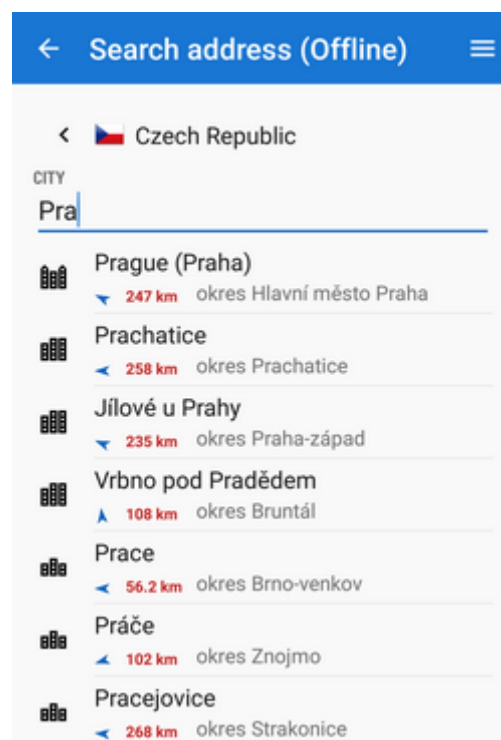 Search address (Offline)
Czech Republic
CITY
Pra
Prague (Praha)
247 km okres Hlavní město Praha
Prachatice
258 km okres Prachatice
Jílové u Prahy
235 km okres Praha-západ
Vrbno pod Pradědem
108 km okres Bruntál
Prace
56.2 km okres Brno-venkov
Práče
102 km okres Znojmo
Pracejovice
268 km okres Strakonice